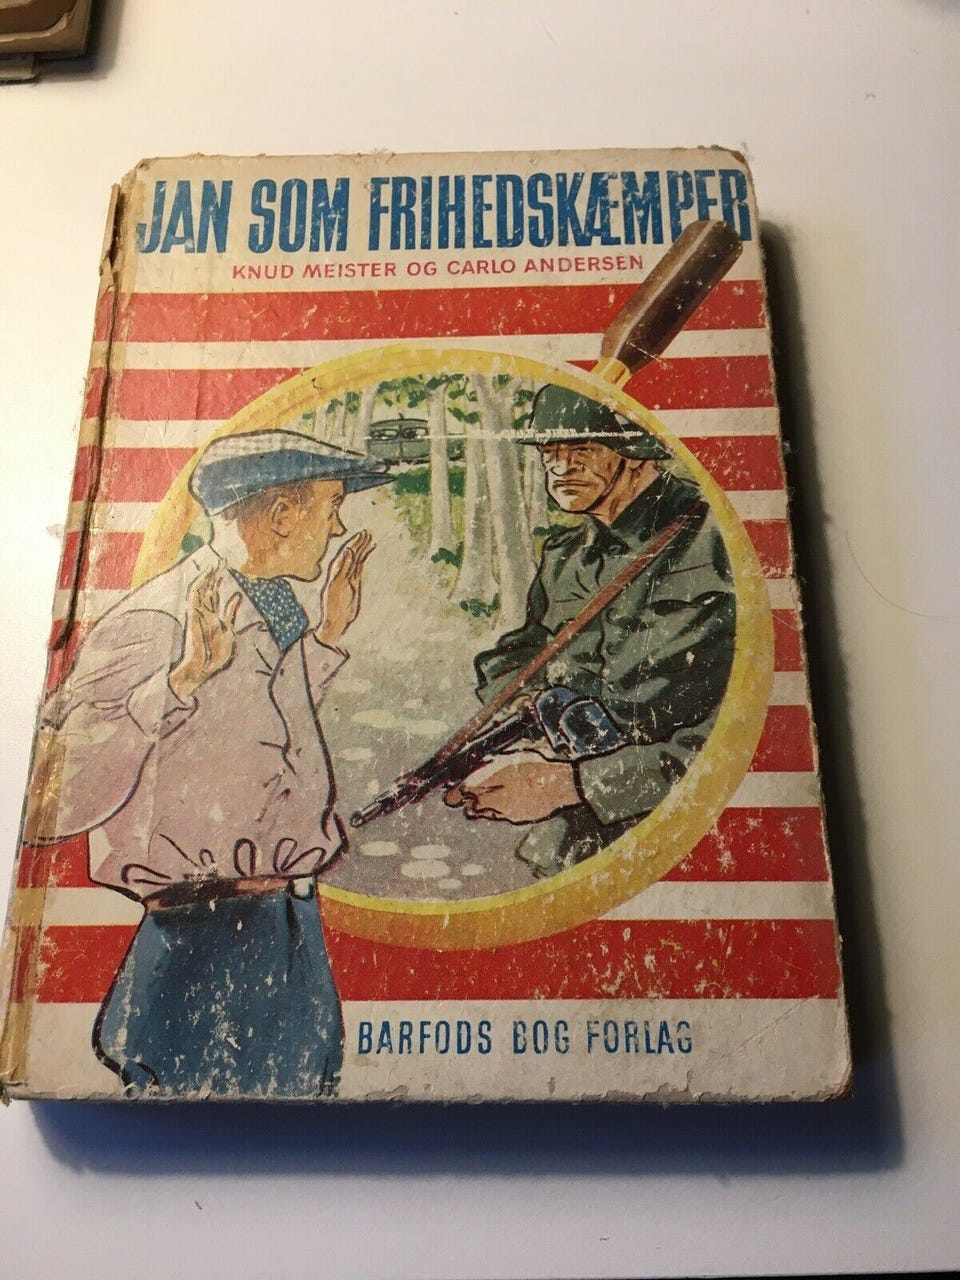 JAN SOM FRIHEDSKÆMPER
KNUD MEISTER OG CARLO ANDERSEN
BARFODS BOG FORLAG